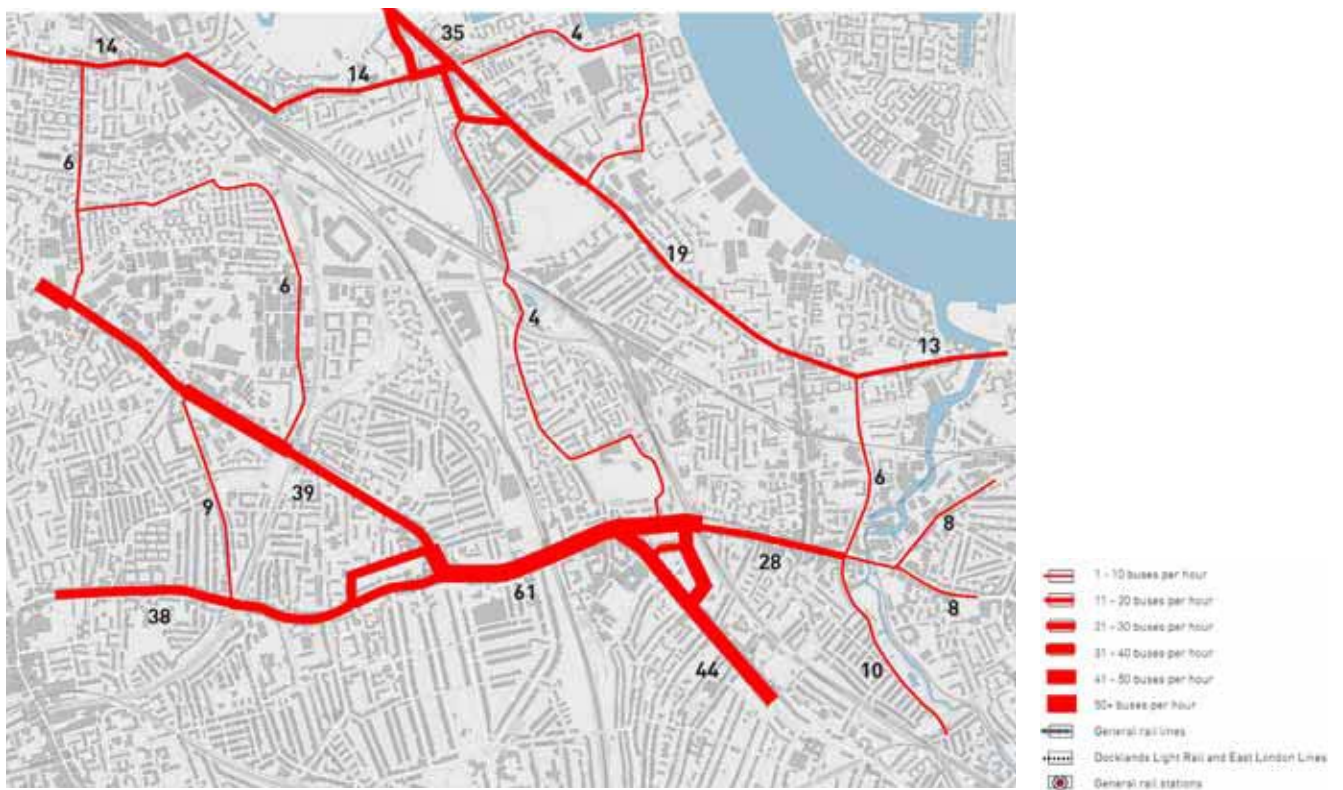 35
4
14
14
6
19
6
4
13
6
39
9
8
28
61
8
38
44
10
1 - 10 buses per hour
11 - 20 buses per hour
21 - 30 buses per hour
31 - 40 buses per hour
41 - 50 buses per hour
50+ buses per hour
General rail lines
Docklands Light Rail and East London Lines
General rail stations